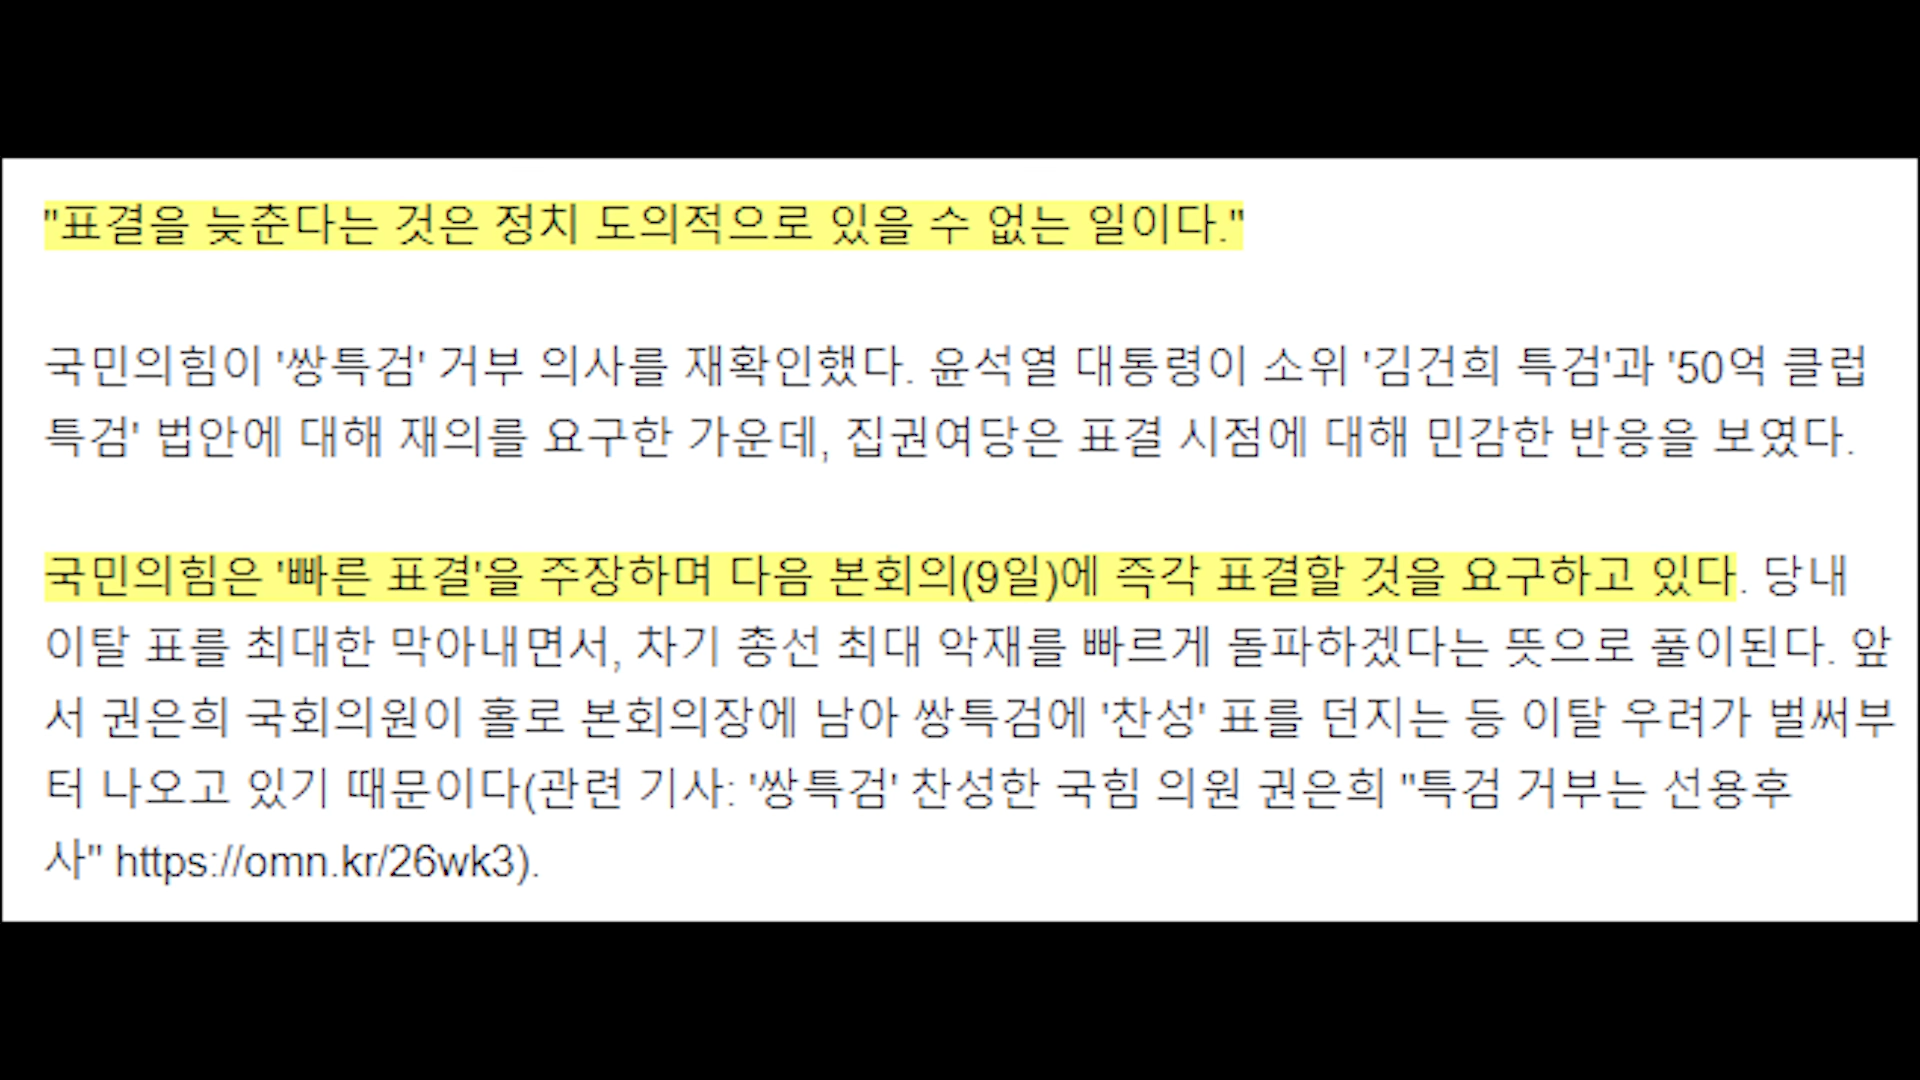 "표결을 늦춘다는 것은 정치 도의적으로 있을 수 없는 일이다."
국민의힘이 '쌍특검' 거부 의사를 재확인했다. 윤석열 대통령이 소위 '김건희 특검'과 '50억 클럽
특검' 법안에 대해 재의를 요구한 가운데, 집권여당은 표결 시점에 대해 민감한 반응을 보였다.
국민의힘은 '빠른 표결'을 주장하며 다음 본회의(9일)에 즉각 표결할 것을 요구하고 있다. 당내
이탈 표를 최대한 막아내면서, 차기 총선 최대 악재를 빠르게 돌파하겠다는 뜻으로 풀이된다. 앞
서 권은희 국회의원이 홀로 본회의장에 남아 쌍특검에 '찬성' 표를 던지는 등 이탈 우려가 벌써부
터 나오고 있기 때문이다(관련 기사: '쌍특검' 찬성한 국힘 의원 권은희 "특검 거부는 선용후
사" https://omn.kr/26wk3).